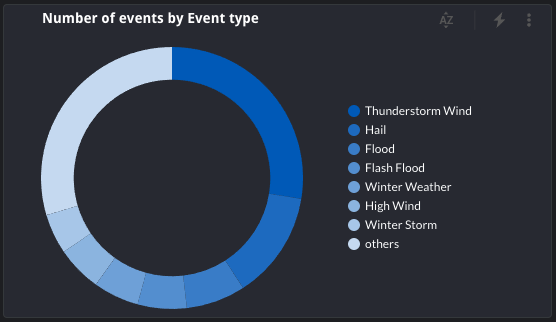 Number of events by Event type
AZ
Thunderstorm Wind
Hail
Flood
Flash Flood
Winter Weather
High Wind
Winter Storm
others